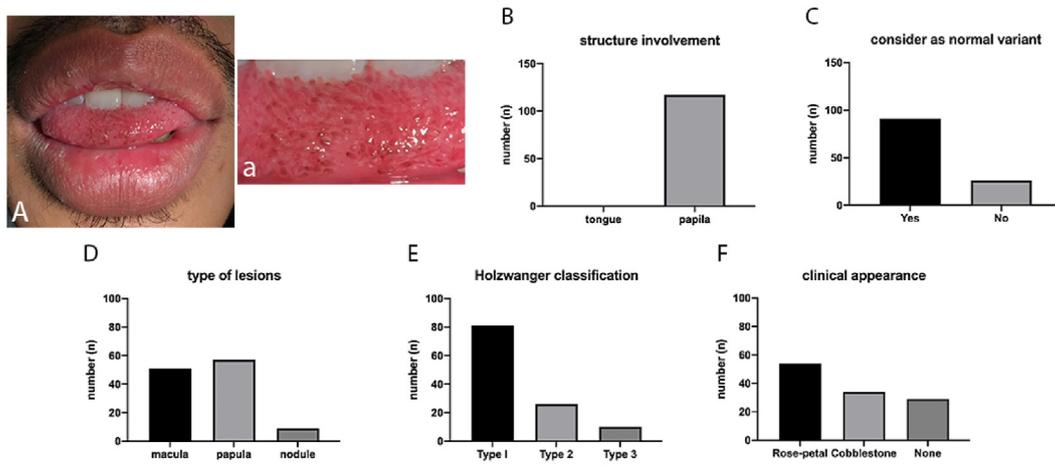 A
a
B
structure involvement
number (n)
150
100
50
0
tongue papila
C
consider as normal variant
number (n)
150
100
50
0
Yes No
D
type of lesions
number (n)
100
80
60
40
20
0
macula papula nodule
E
Holzwanger classification
number (n)
100
80
60
40
20
0
Type I Type 2 Type 3
F
clinical appearance
number (n)
100
80
60
40
20
0
Rose-petal Cobblestone None